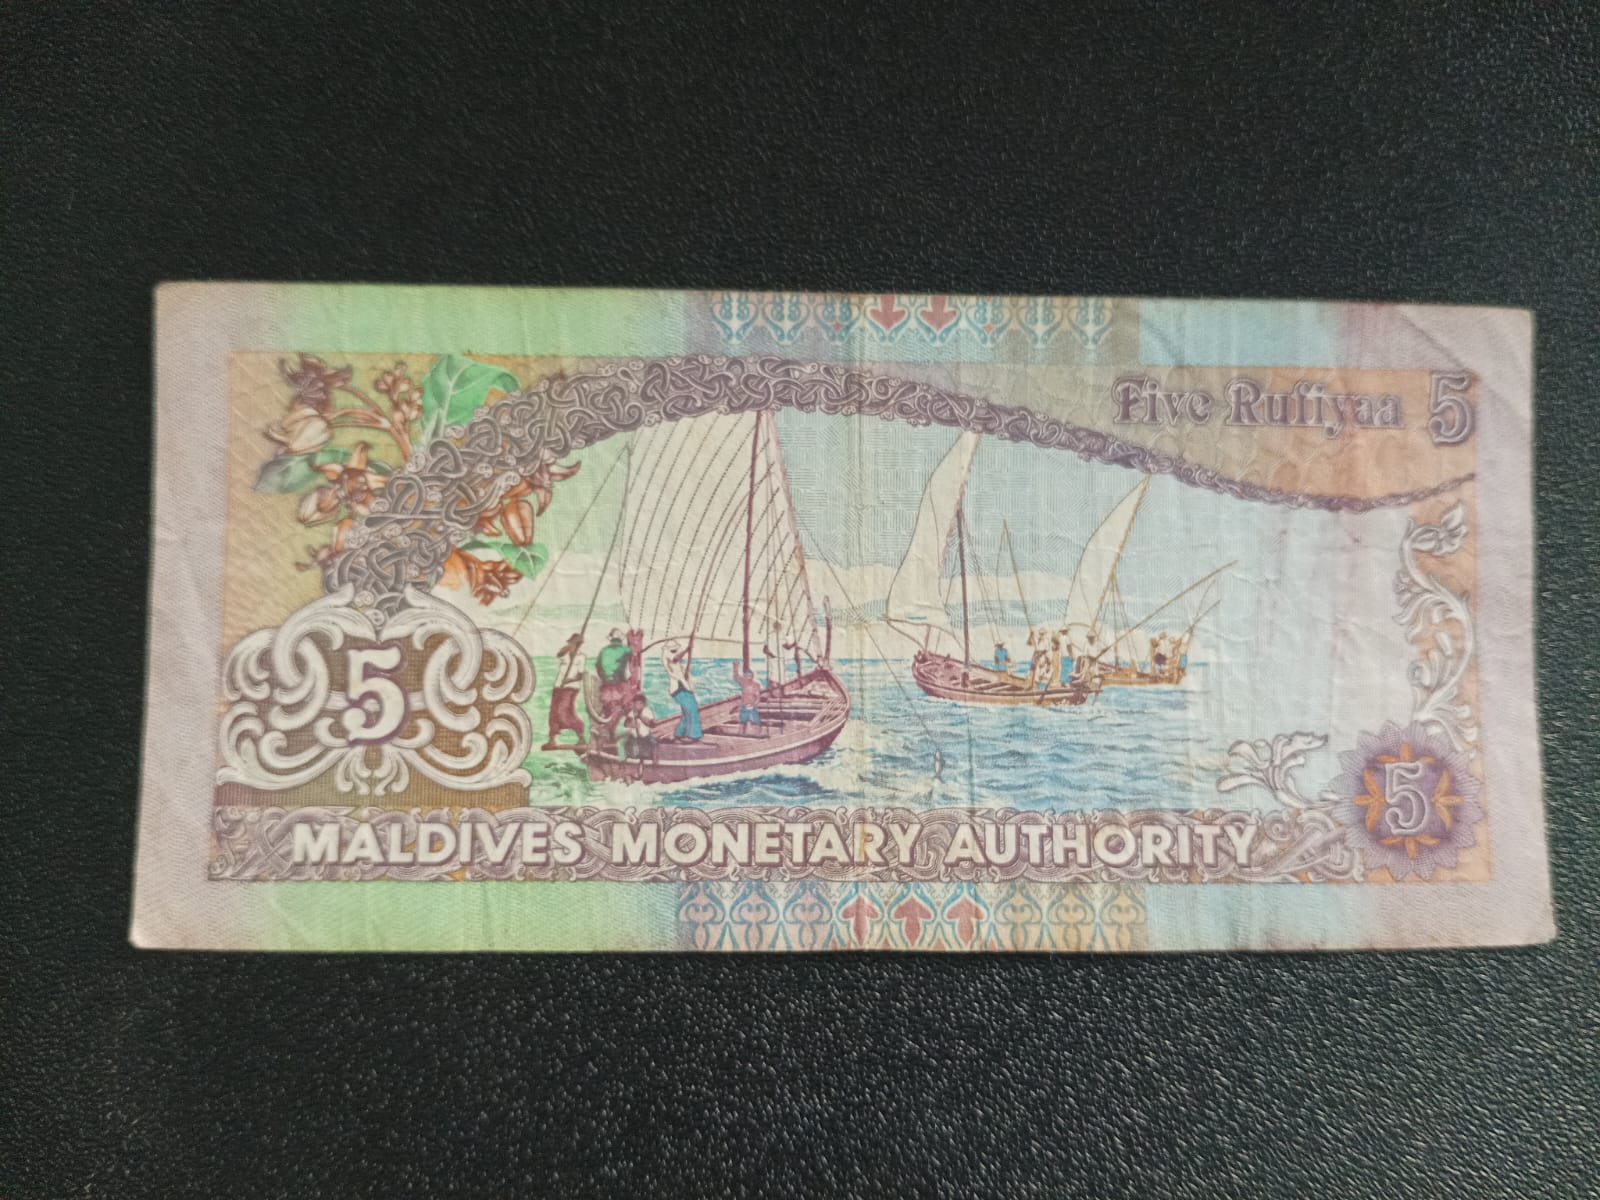 Five Rufiyaa 5
5
5
MALDIVES MONETARY AUTHORITY